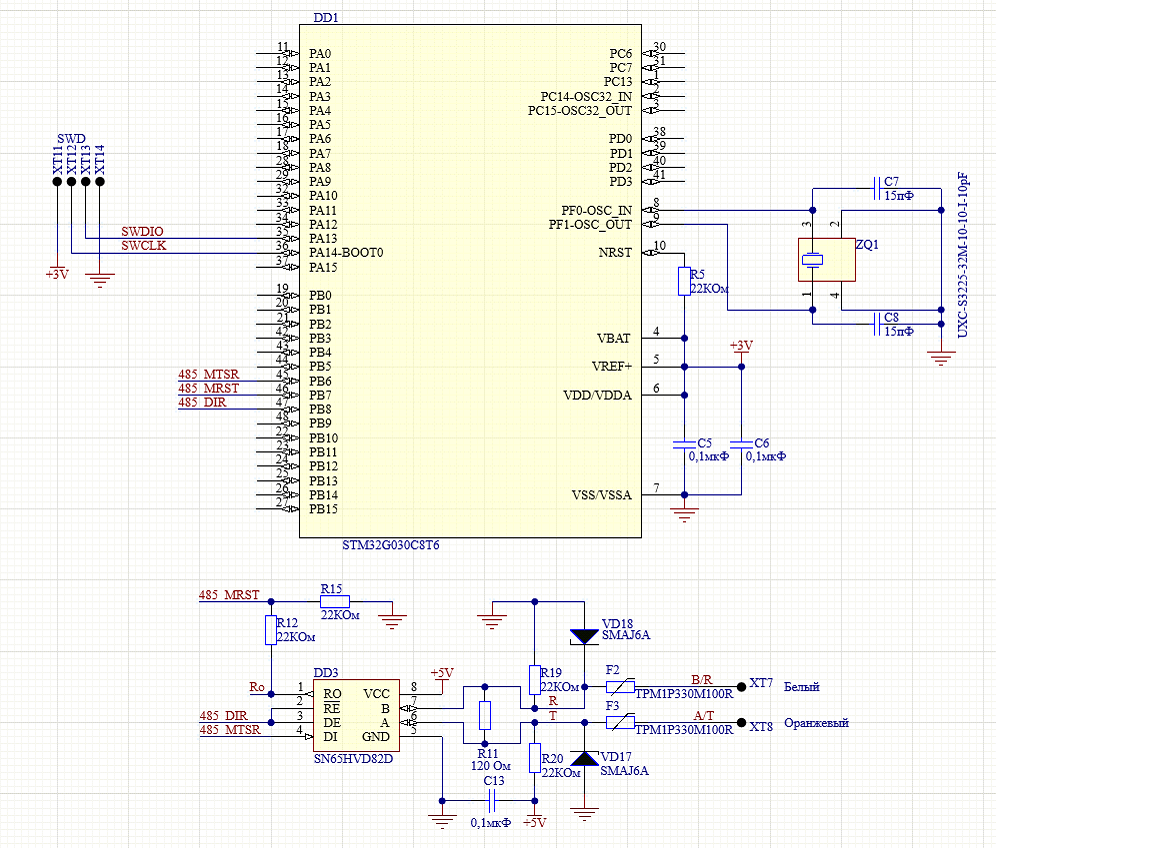 DD1
11 PA0
12 PA1
13 PA2
14 PA3
15 PA4
16 PA5
17 PA6
18 PA7
28 PA8
29 PA9
32 PA10
33 PA11
34 PA12
SWDIO 35 PA13
SWCLK 36 PA14-BOOT0
37 PA15
19 PB0
20 PB1
21 PB2
42 PB3
43 PB4
44 PB5
485_MTSR 45 PB6
485_MRST 46 PB7
485_DIR 47 PB8
48 PB9
22 PB10
23 PB11
24 PB12
25 PB13
26 PB14
27 PB15
PC6 30
PC7 31
PC13 1
PC14-OSC32_IN 2
PC15-OSC32_OUT 3
PD0 38
PD1 39
PD2 40
PD3 41
PF0-OSC_IN 8
PF1-OSC_OUT 9
NRST 10
VBAT 4
VREF+ 5
VDD/VDDA 6
VSS/VSSA 7
STM32G030C8T6
SWD
XT11
XT12
XT13
XT14
+3V
R5
22КОм
+3V
C5
0,1мкФ
C6
0,1мкФ
C7
15пФ
3
2
ZQ1
1
4
C8
15пФ
UXC-S3225-32M-10-10-I-10pF
485_MRST
R15
22КОм
R12
22КОм
Ro
485_DIR
485_MTSR
DD3
1 RO
2 RE
3 DE
4 DI
VCC 8
B 7
A 6
GND 5
SN65HVD82D
+5V
R11
120 Ом
C13
0,1мкФ
+5V
R19
22КОм
R
T
R20
22КОм
VD18
SMAJ6A
F2
TPM1P330M100R
B/R
XT7
Белый
F3
TPM1P330M100R
A/T
XT8
Оранжевый
VD17
SMAJ6A